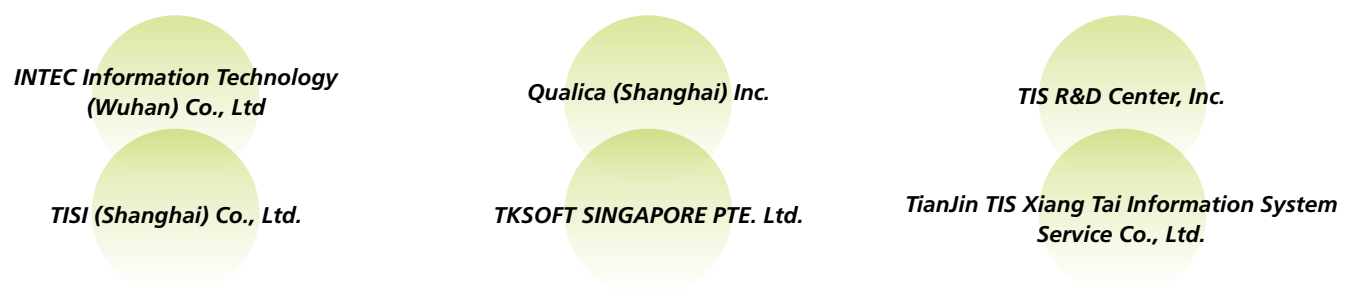 INTEC Information Technology
(Wuhan) Co., Ltd
Qualica (Shanghai) Inc.
TIS R&D Center, Inc.
TISI (Shanghai) Co., Ltd.
TKSOFT SINGAPORE PTE. Ltd.
TianJin TIS Xiang Tai Information System
Service Co., Ltd.